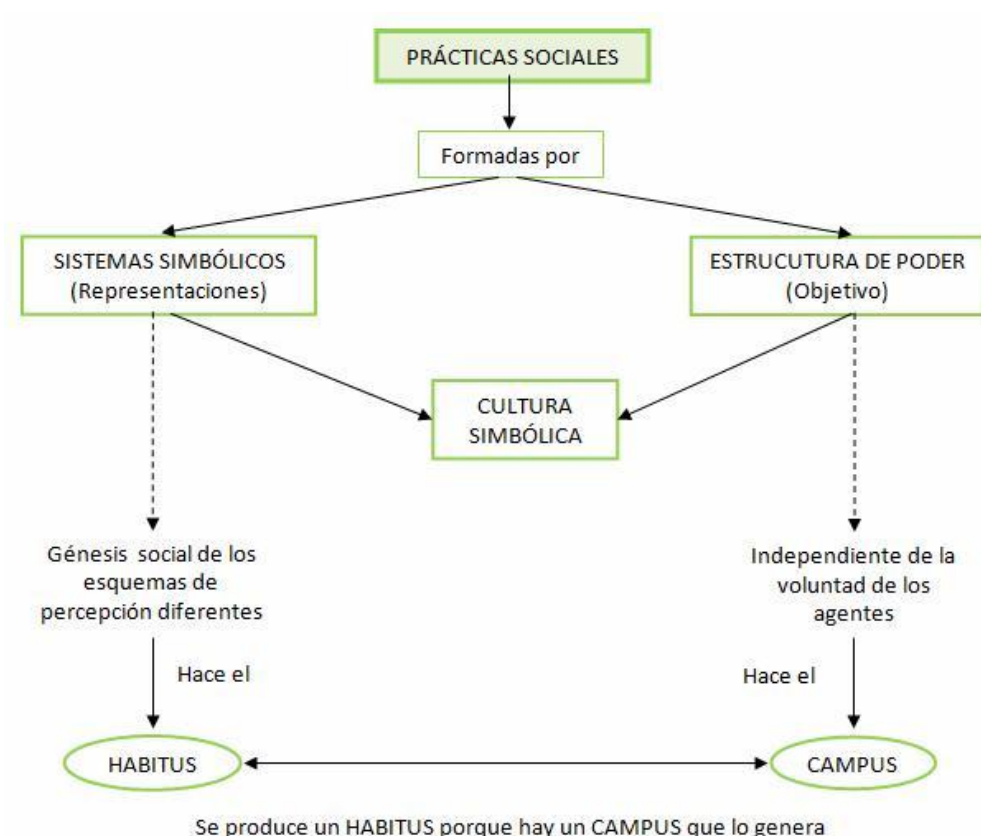 PRÁCTICAS SOCIALES
Formadas por
SISTEMAS SIMBÓLICOS
(Representaciones)
ESTRUCUTURA DE PODER
(Objetivo)
CULTURA
SIMBÓLICA
Génesis social de los
esquemas de
percepción diferentes
Independiente de la
voluntad de los
agentes
Hace el
Hace el
HABITUS
CAMPUS
Se produce un HABITUS porque hay un CAMPUS que lo genera